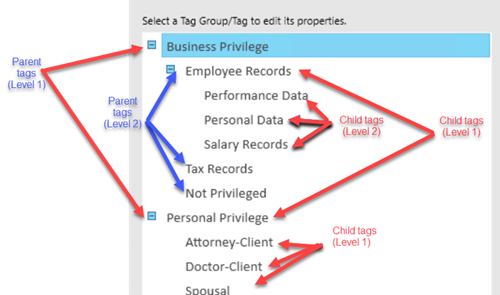 Select a Tag Group/Tag to edit its properties.
Business Privilege
Parent
tags
(Level 1)
Employee Records
Parent
tags
(Level 2)
Performance Data
Personal Data
Child tags
(Level 2)
Child tags
(Level 1)
Salary Records
Tax Records
Not Privileged
Personal Privilege
Child tags
(Level 1)
Attorney-Client
Doctor-Client
Spousal